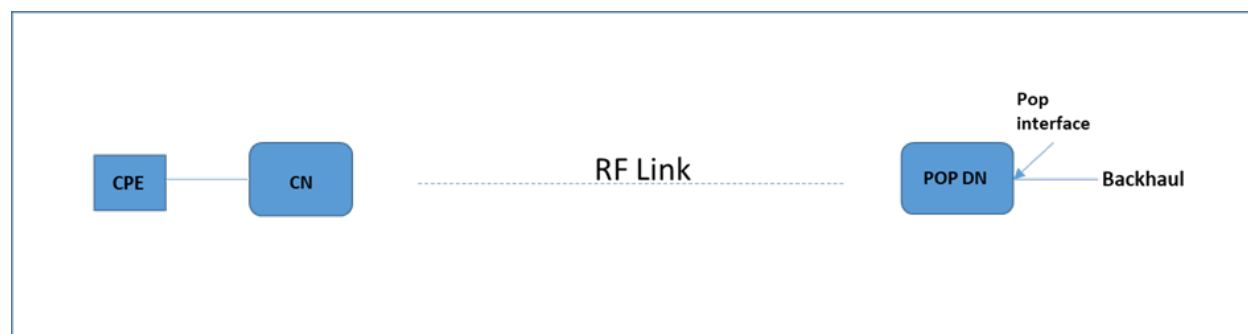 CPE
CN
RF Link
POP DN
Pop
interface
Backhaul